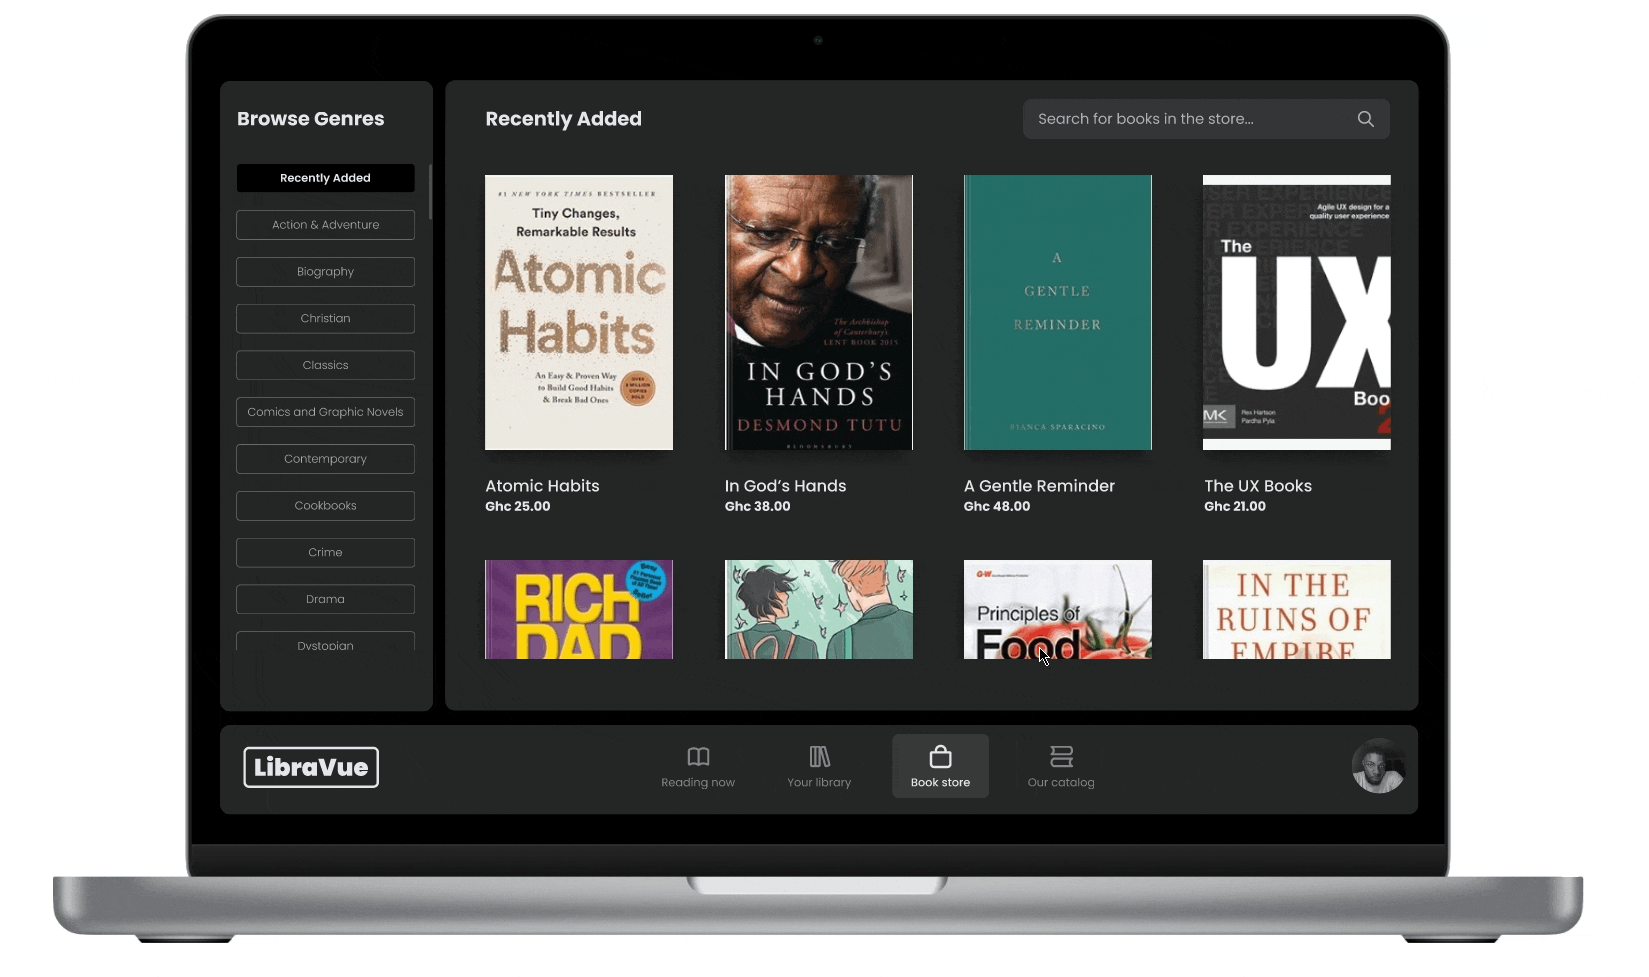 Browse Genres
Recently Added
Action & Adventure
Biography
Christian
Classics
Comics and Graphic Novels
Contemporary
Cookbooks
Crime
Drama
Dystopian
Recently Added
Search for books in the store...
#1 NEW YORK TIMES BESTSELLER
Tiny Changes,
Remarkable Results
Atomic
Habits
An Easy & Proven Way
to Build Good Habits
& Break Bad Ones
OVER
COPIES
SOLD
The Archbishop
of Canterbury's
LENT BOOK 2015
IN GOD'S
HANDS
DESMOND TUTU
BLOOMSBURY
A
GENTLE
REMINDER
BIANCA SPARACINO
Agile UX design for a
quality user experience
The
UX
Boo
2
MK
Rex Hartson
Pardha Pyla
Atomic Habits
Ghc 25.00
In God’s Hands
Ghc 38.00
A Gentle Reminder
Ghc 48.00
The UX Books
Ghc 21.00
RICH
DAD
G-W
Principles of
Food
IN THE
RUINS OF
EMPIRE
LibraVue
Reading now
Your library
Book store
Our catalog